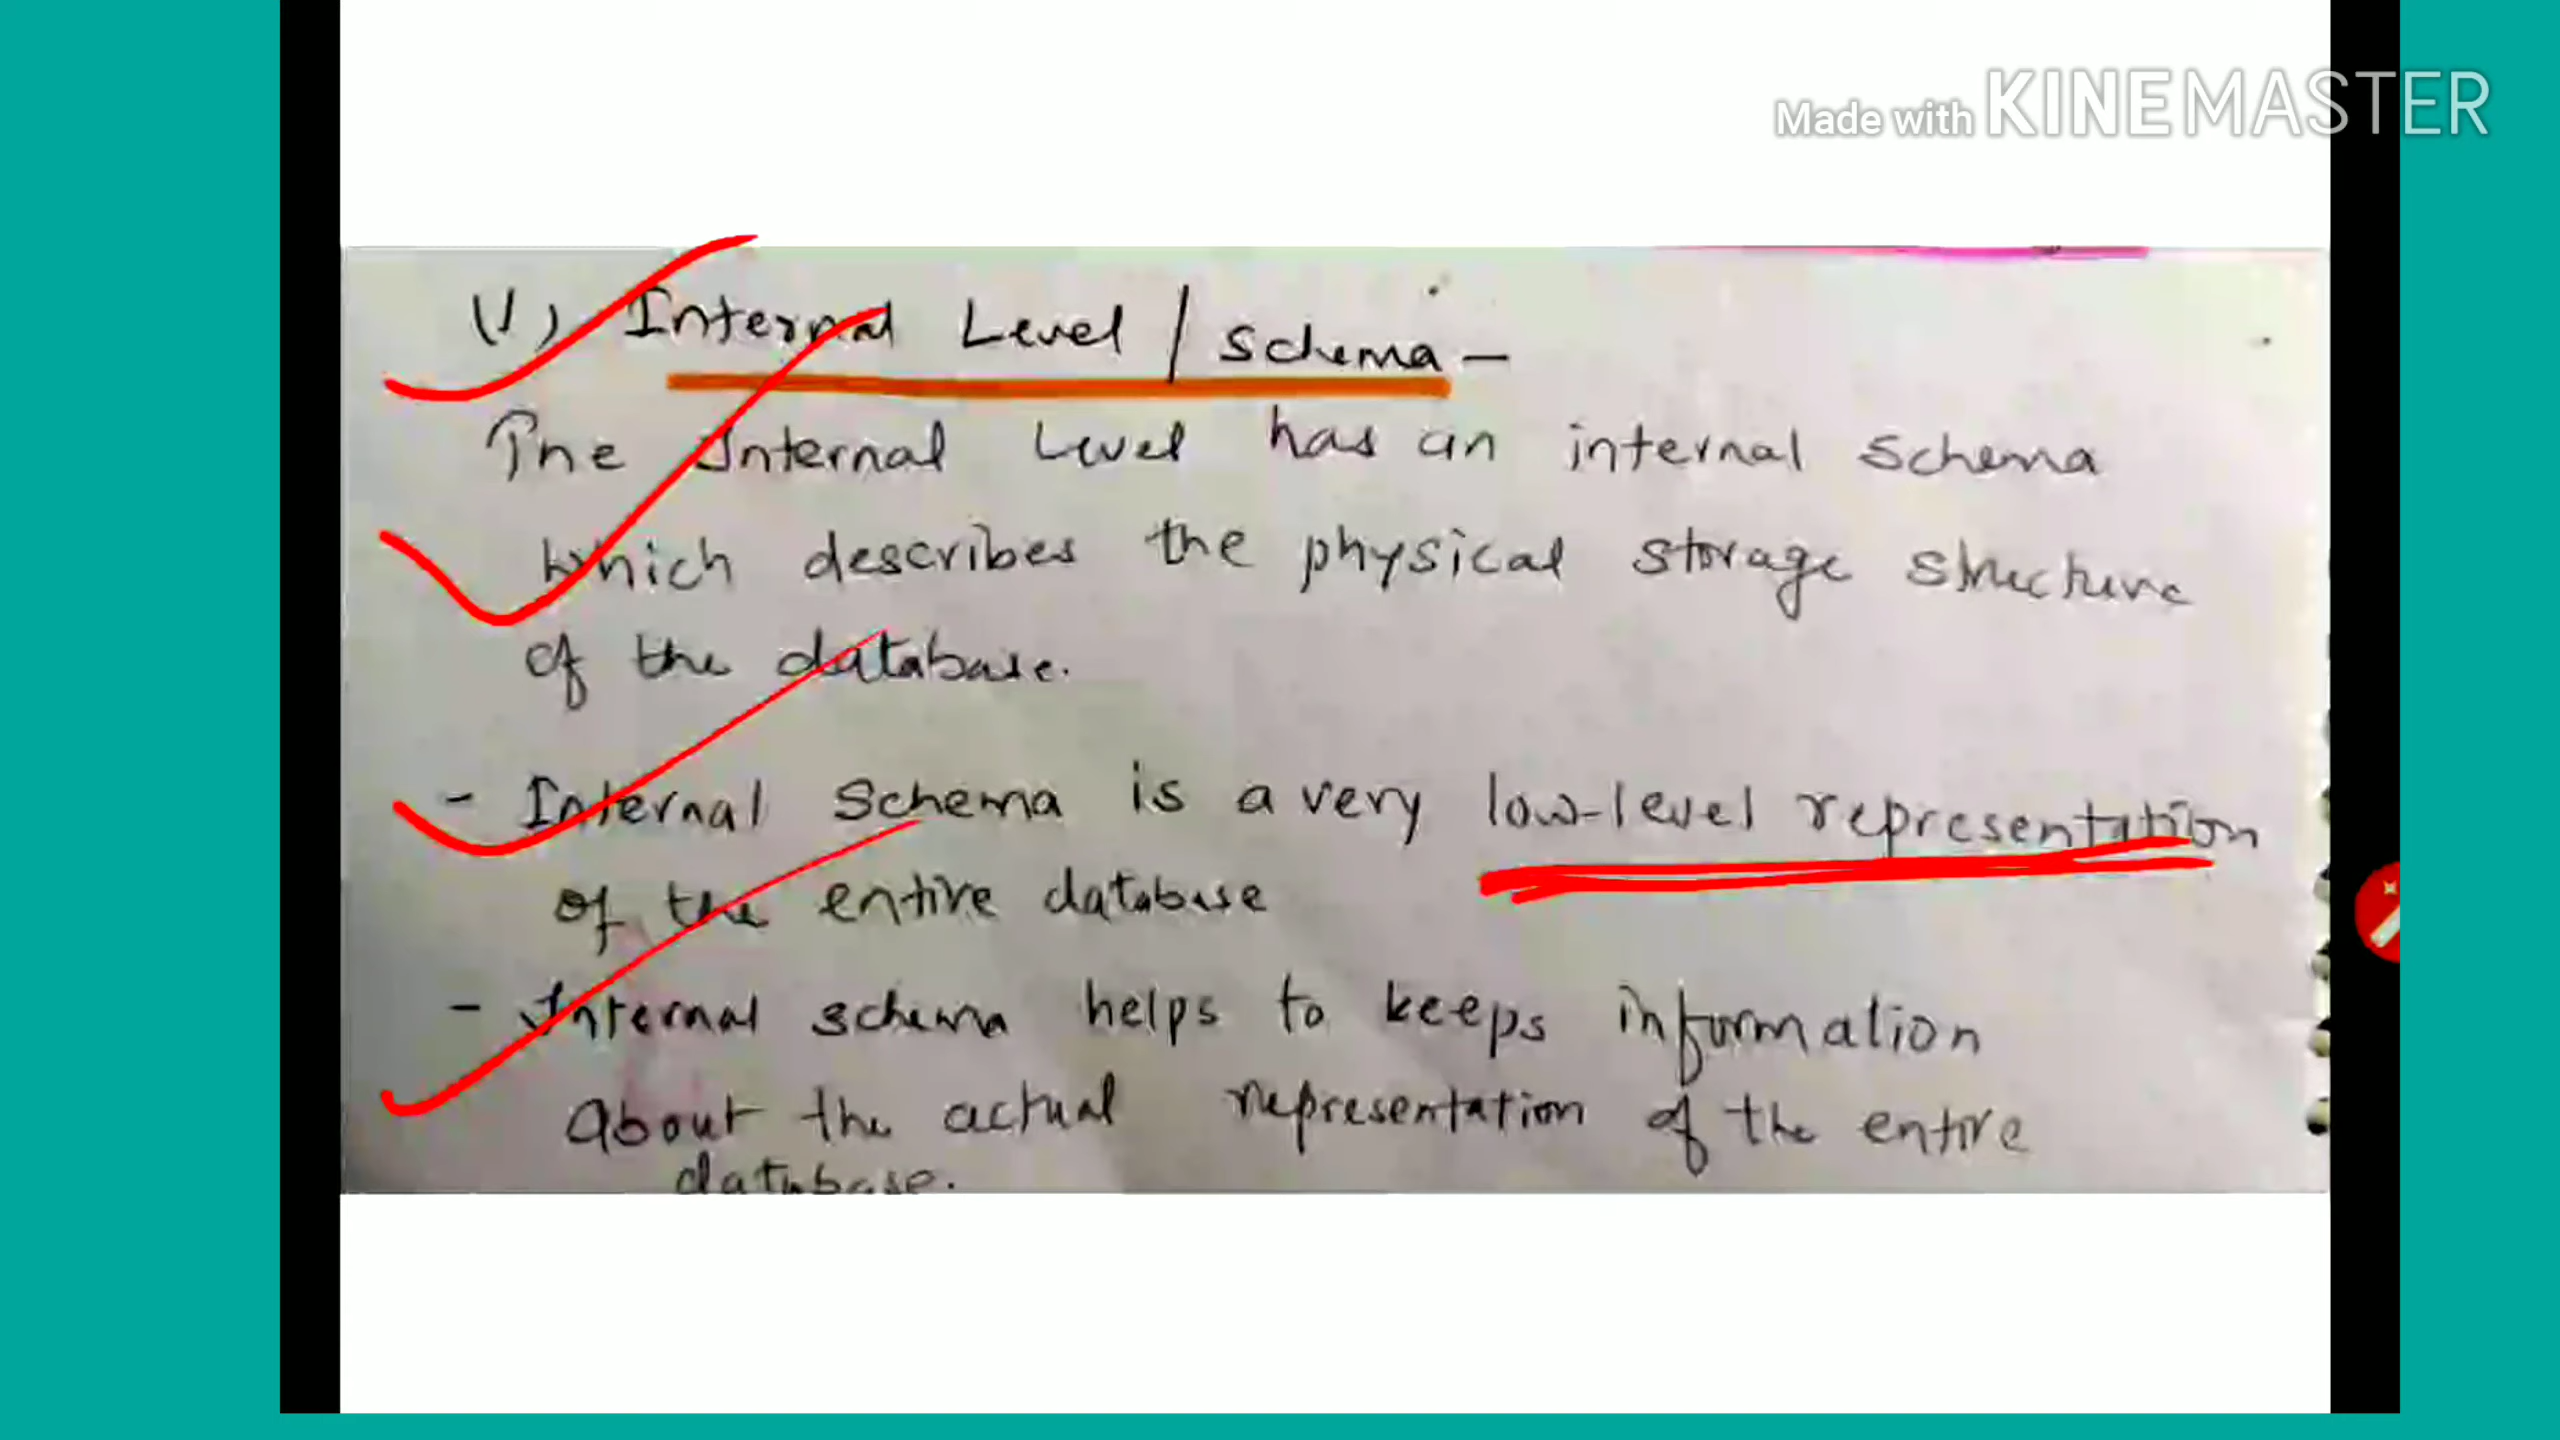 Made with KINEMASTER
(1) Internal Level / Schema –
The Internal Level has an internal schema
which describes the physical storage structure
of the database.
- Internal Schema is a very low-level representation
of the entire database
- Internal schema helps to keeps information
About the actual representation of the entire
database.